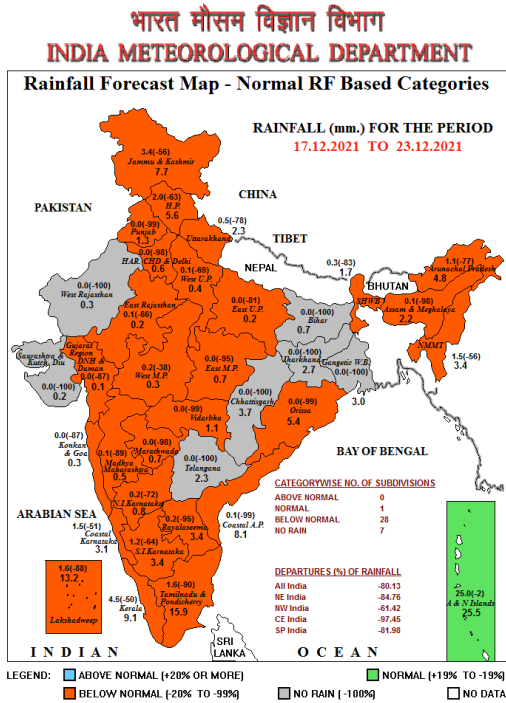 भारत मौसम विज्ञान विभाग
INDIA METEOROLOGICAL DEPARTMENT
Rainfall Forecast Map - Normal RF Based Categories
RAINFALL (mm.) FOR THE PERIOD
17.12.2021 TO 23.12.2021
3.4(-56)
Jammu & Kashmir
7.7
CHINA
PAKISTAN
2.0(-63)
H.P.
5.6
0.0(-99)
Punjab
1.3
0.5(-78)
2.3
Uttarakhand
TIBET
NEPAL
0.0(-98)
HAR. CHD & Delhi
0.6
0.1(-69)
West U.P.
0.4
0.3(-83)
1.7
BHUTAN
1.1(-77)
Arunachal Pradesh
4.8
0.0(-100)
West Rajasthan
0.3
East Rajasthan
0.1(-66)
0.2
0.0(-81)
East U.P.
0.2
0.0(-100)
Bihar
0.7
SHWB
0.1(-98)
Assam & Meghalaya
2.2
NMMT
1.5(-56)
3.4
Saurashtra &
Kutch, Diu
0.0(-100)
0.2
Gujarat
Region
DNH &
Daman
0.0(-87)
0.1
0.2(-38)
West M.P.
0.3
0.0(-95)
East M.P.
0.7
0.0(-100)
Jharkhand
2.7
Gangetic W.B.
0.0(-100)
3.0
0.0(-100)
Chhattisgarh
3.7
0.0(-99)
Orissa
5.4
0.0(-99)
Vidarbha
1.1
0.0(-87)
Konkan
& Goa
0.3
0.1(-89)
Madhya
Maharashtra
0.5
0.0(-98)
Marathwada
0.7
0.0(-100)
Telangana
2.3
BAY OF BENGAL
0.2(-72)
N.I.Karnataka
0.8
0.2(-95)
Rayalaseema
3.4
0.1(-99)
Coastal A.P.
8.1
ARABIAN SEA
1.5(-51)
Coastal
Karnataka
3.1
1.2(-64)
S.I.Karnataka
3.4
CATEGORYWISE NO. OF SUBDIVISIONS
ABOVE NORMAL 0
NORMAL 1
BELOW NORMAL 28
NO RAIN 7
DEPARTURES (%) OF RAINFALL
All India -80.13
NE India -84.76
NW India -61.42
CE India -97.45
SP India -81.98
1.6(-88)
13.2
Lakshadweep
4.5(-50)
Kerala
9.1
1.6(-90)
Tamilnadu &
Pondicherry
15.9
25.0(-2)
A & N Islands
25.5
SRI
LANKA
INDIAN OCEAN
LEGEND: ABOVE NORMAL (+20% OR MORE) NORMAL (+19% TO -19%)
BELOW NORMAL (-20% TO -99%) NO RAIN (-100%) NO DATA